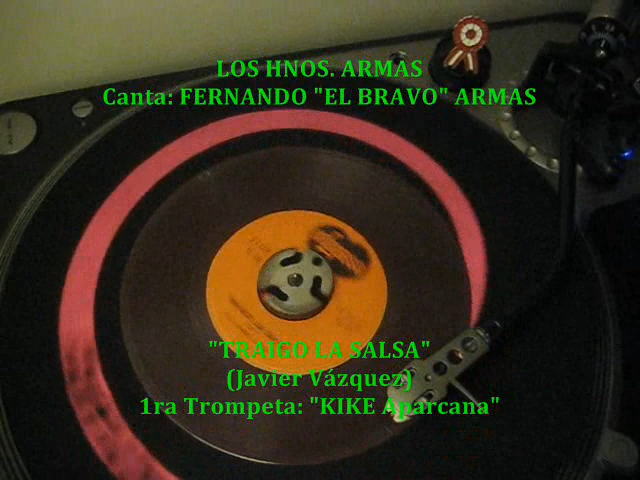 LOS HNOS. ARMAS
Canta: FERNANDO "EL BRAVO" ARMAS
"TRAIGO LA SALSA"
(Javier Vázquez)
1ra Trompeta: "KIKE Aparcana"